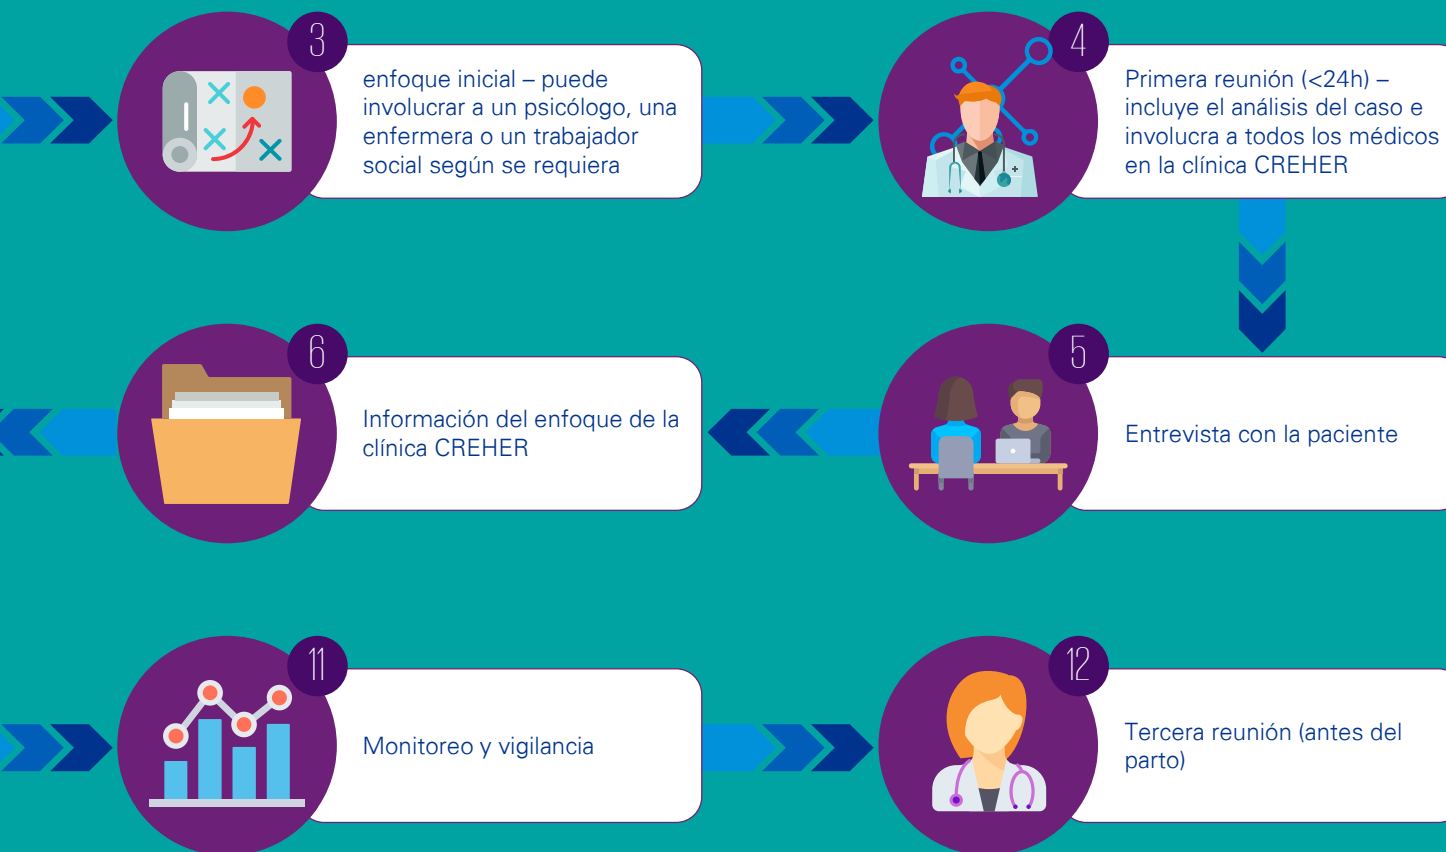 3
enfoque inicial – puede
involucrar a un psicólogo, una
enfermera o un trabajador
social según se requiera
4
Primera reunión (<24h) –
incluye el análisis del caso e
involucra a todos los médicos
en la clínica CREHER
5
Entrevista con la paciente
6
Información del enfoque de la
clínica CREHER
11
Monitoreo y vigilancia
12
Tercera reunión (antes del
parto)